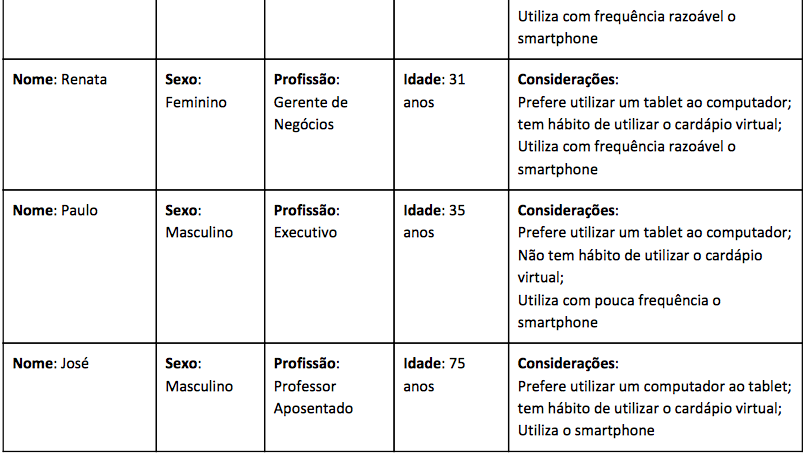 Utiliza com frequência razoável o
smartphone
Nome: Renata
Sexo:
Feminino
Profissão:
Gerente de
Negócios
Idade: 31
anos
Considerações:
Prefere utilizar um tablet ao computador;
tem hábito de utilizar o cardápio virtual;
Utiliza com frequência razoável o
smartphone
Nome: Paulo
Sexo:
Masculino
Profissão:
Executivo
Idade: 35
anos
Considerações:
Prefere utilizar um tablet ao computador;
Não tem hábito de utilizar o cardápio
virtual;
Utiliza com pouca frequência o
smartphone
Nome: José
Sexo:
Masculino
Profissão:
Professor
Aposentado
Idade: 75
anos
Considerações:
Prefere utilizar um computador ao tablet;
tem hábito de utilizar o cardápio virtual;
Utiliza o smartphone